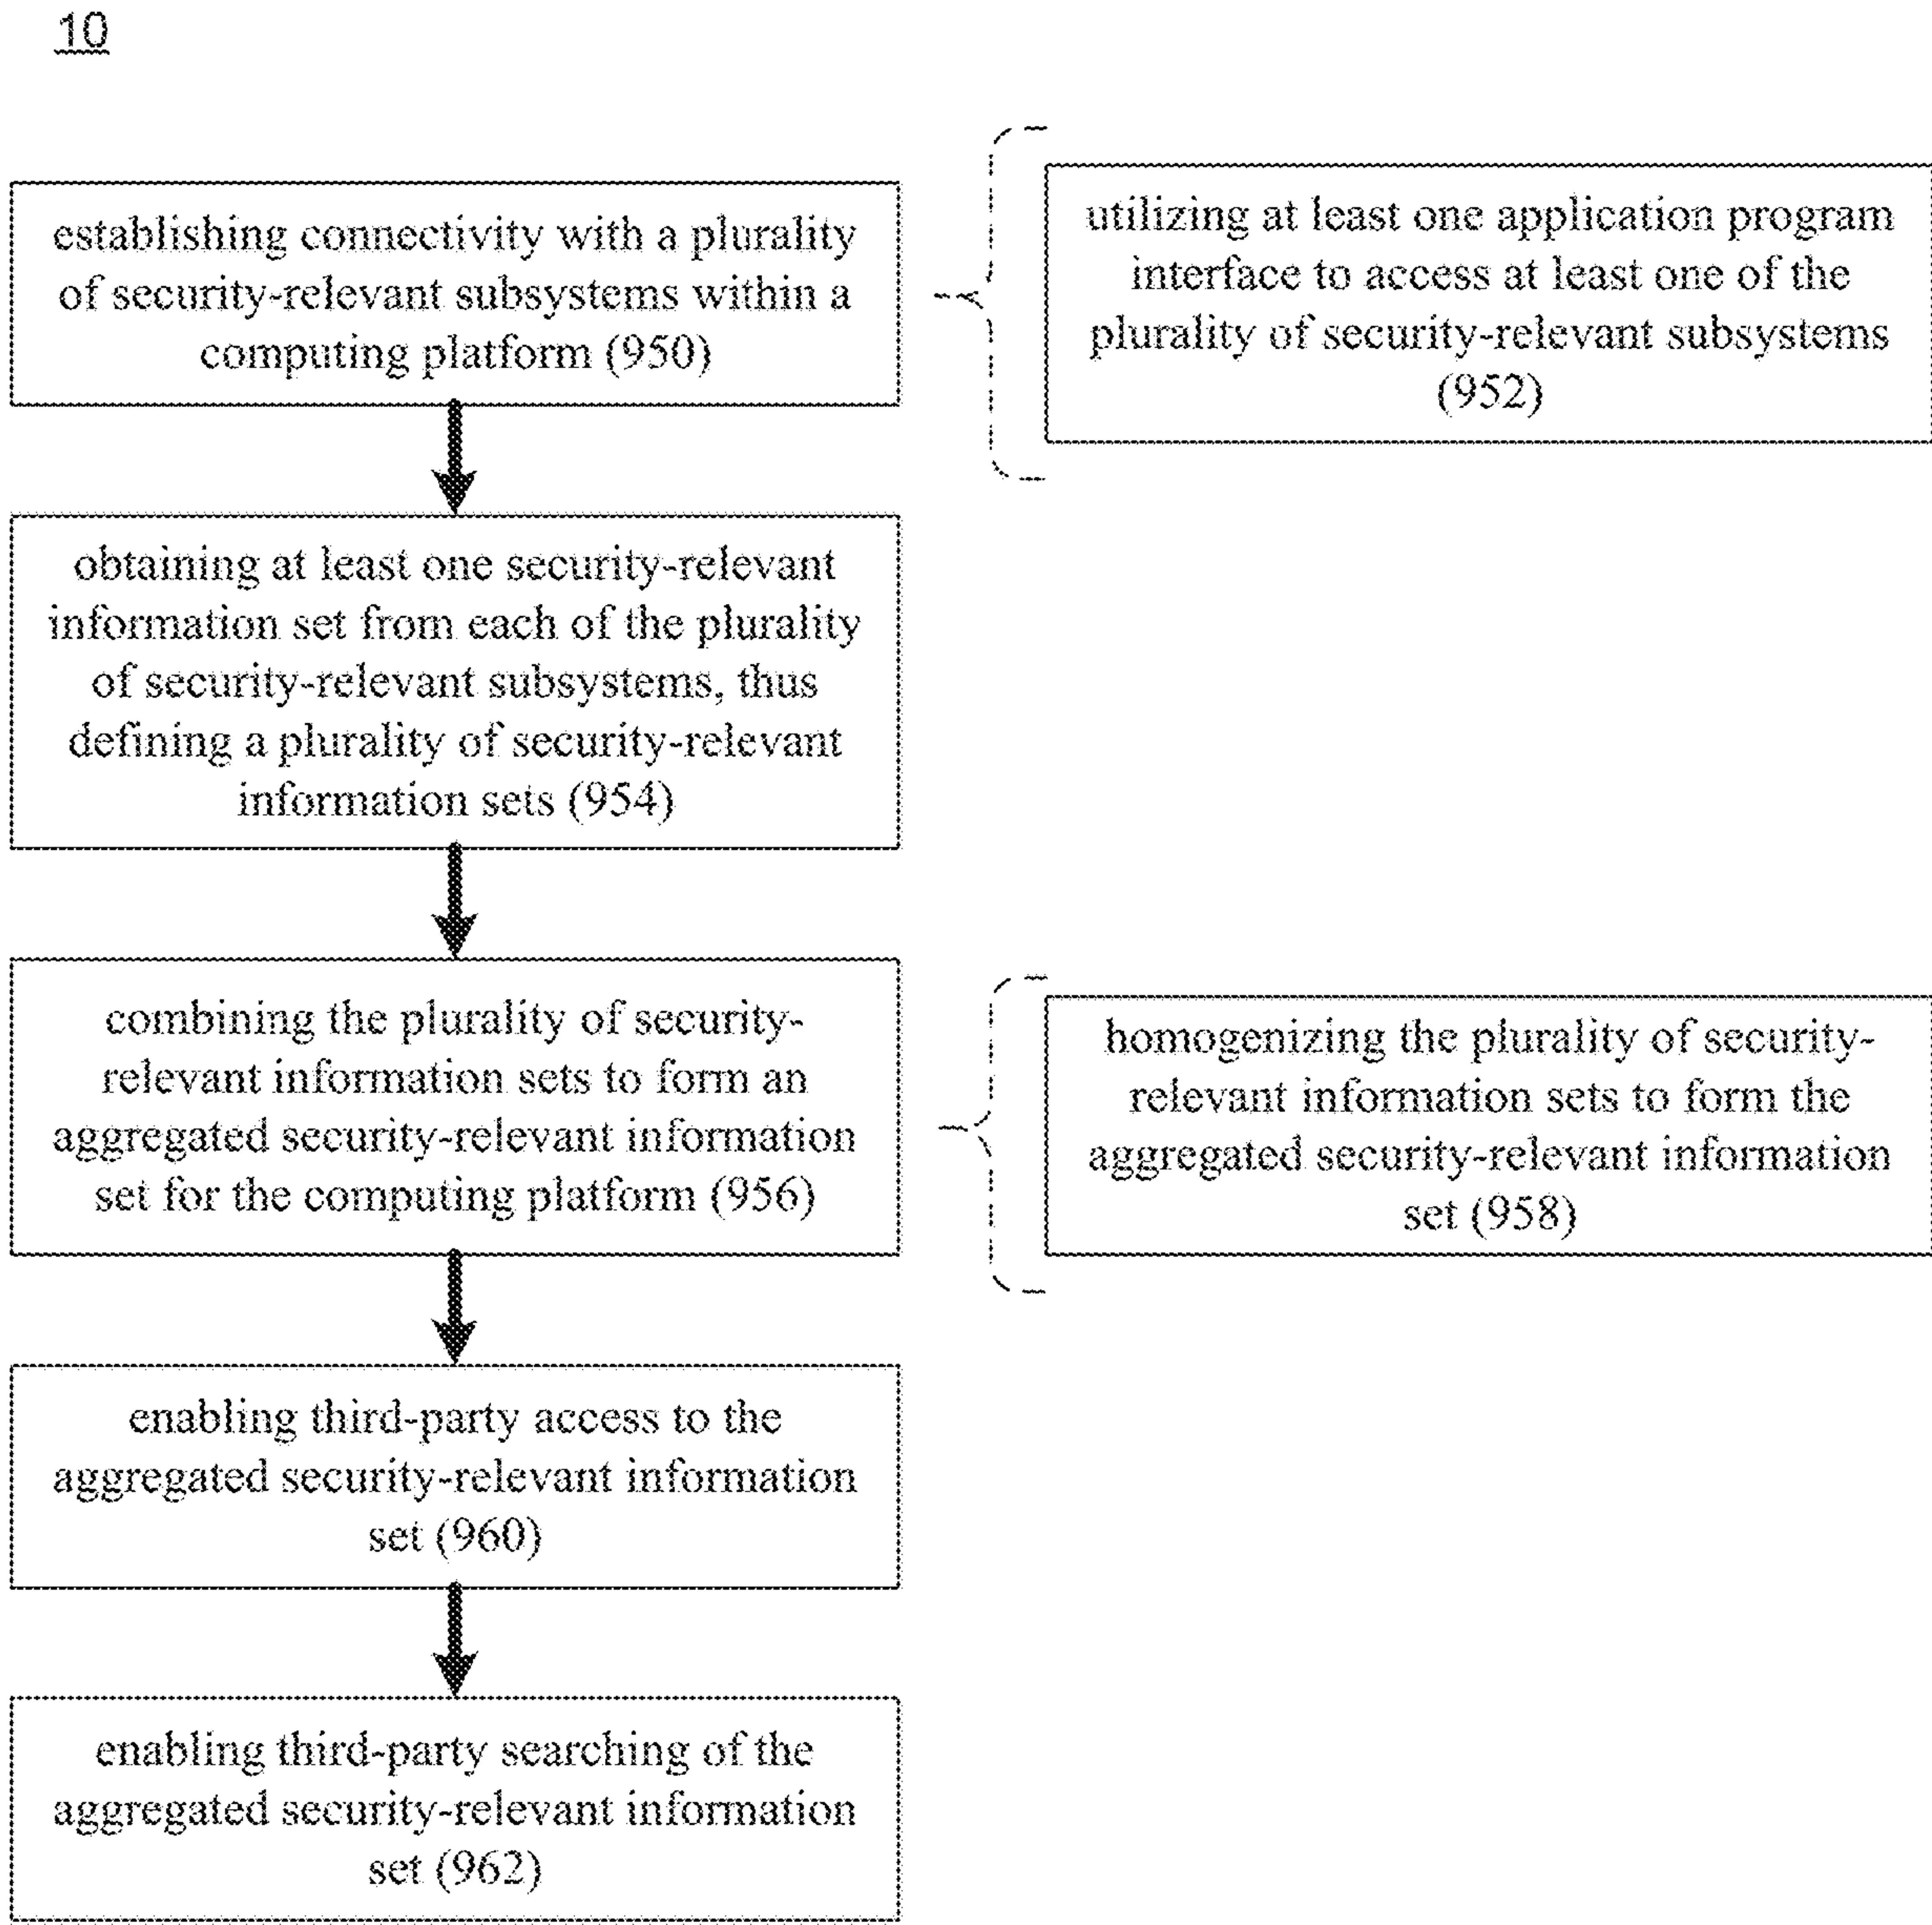 10
establishing connectivity with a plurality
of security-relevant subsystems within a
computing platform (950)
utilizing at least one application program
interface to access at least one of the
plurality of security-relevant subsystems
(952)
obtaining at least one security-relevant
information set from each of the plurality
of security-relevant subsystems, thus
defining a plurality of security-relevant
information sets (954)
combining the plurality of security-
relevant information sets to form an
aggregated security-relevant information
set for the computing platform (956)
homogenizing the plurality of security-
relevant information sets to form the
aggregated security-relevant information
set (958)
enabling third-party access to the
aggregated security-relevant information
set (960)
enabling third-party searching of the
aggregated security-relevant information
set (962)